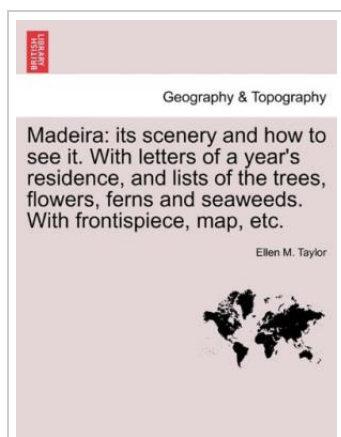 BRITISH
LIBRARY
Geography & Topography
Madeira: its scenery and how to
see it. With letters of a year's
residence, and lists of the trees,
flowers, ferns and seaweeds.
With frontispiece, map, etc.
Ellen M. Taylor